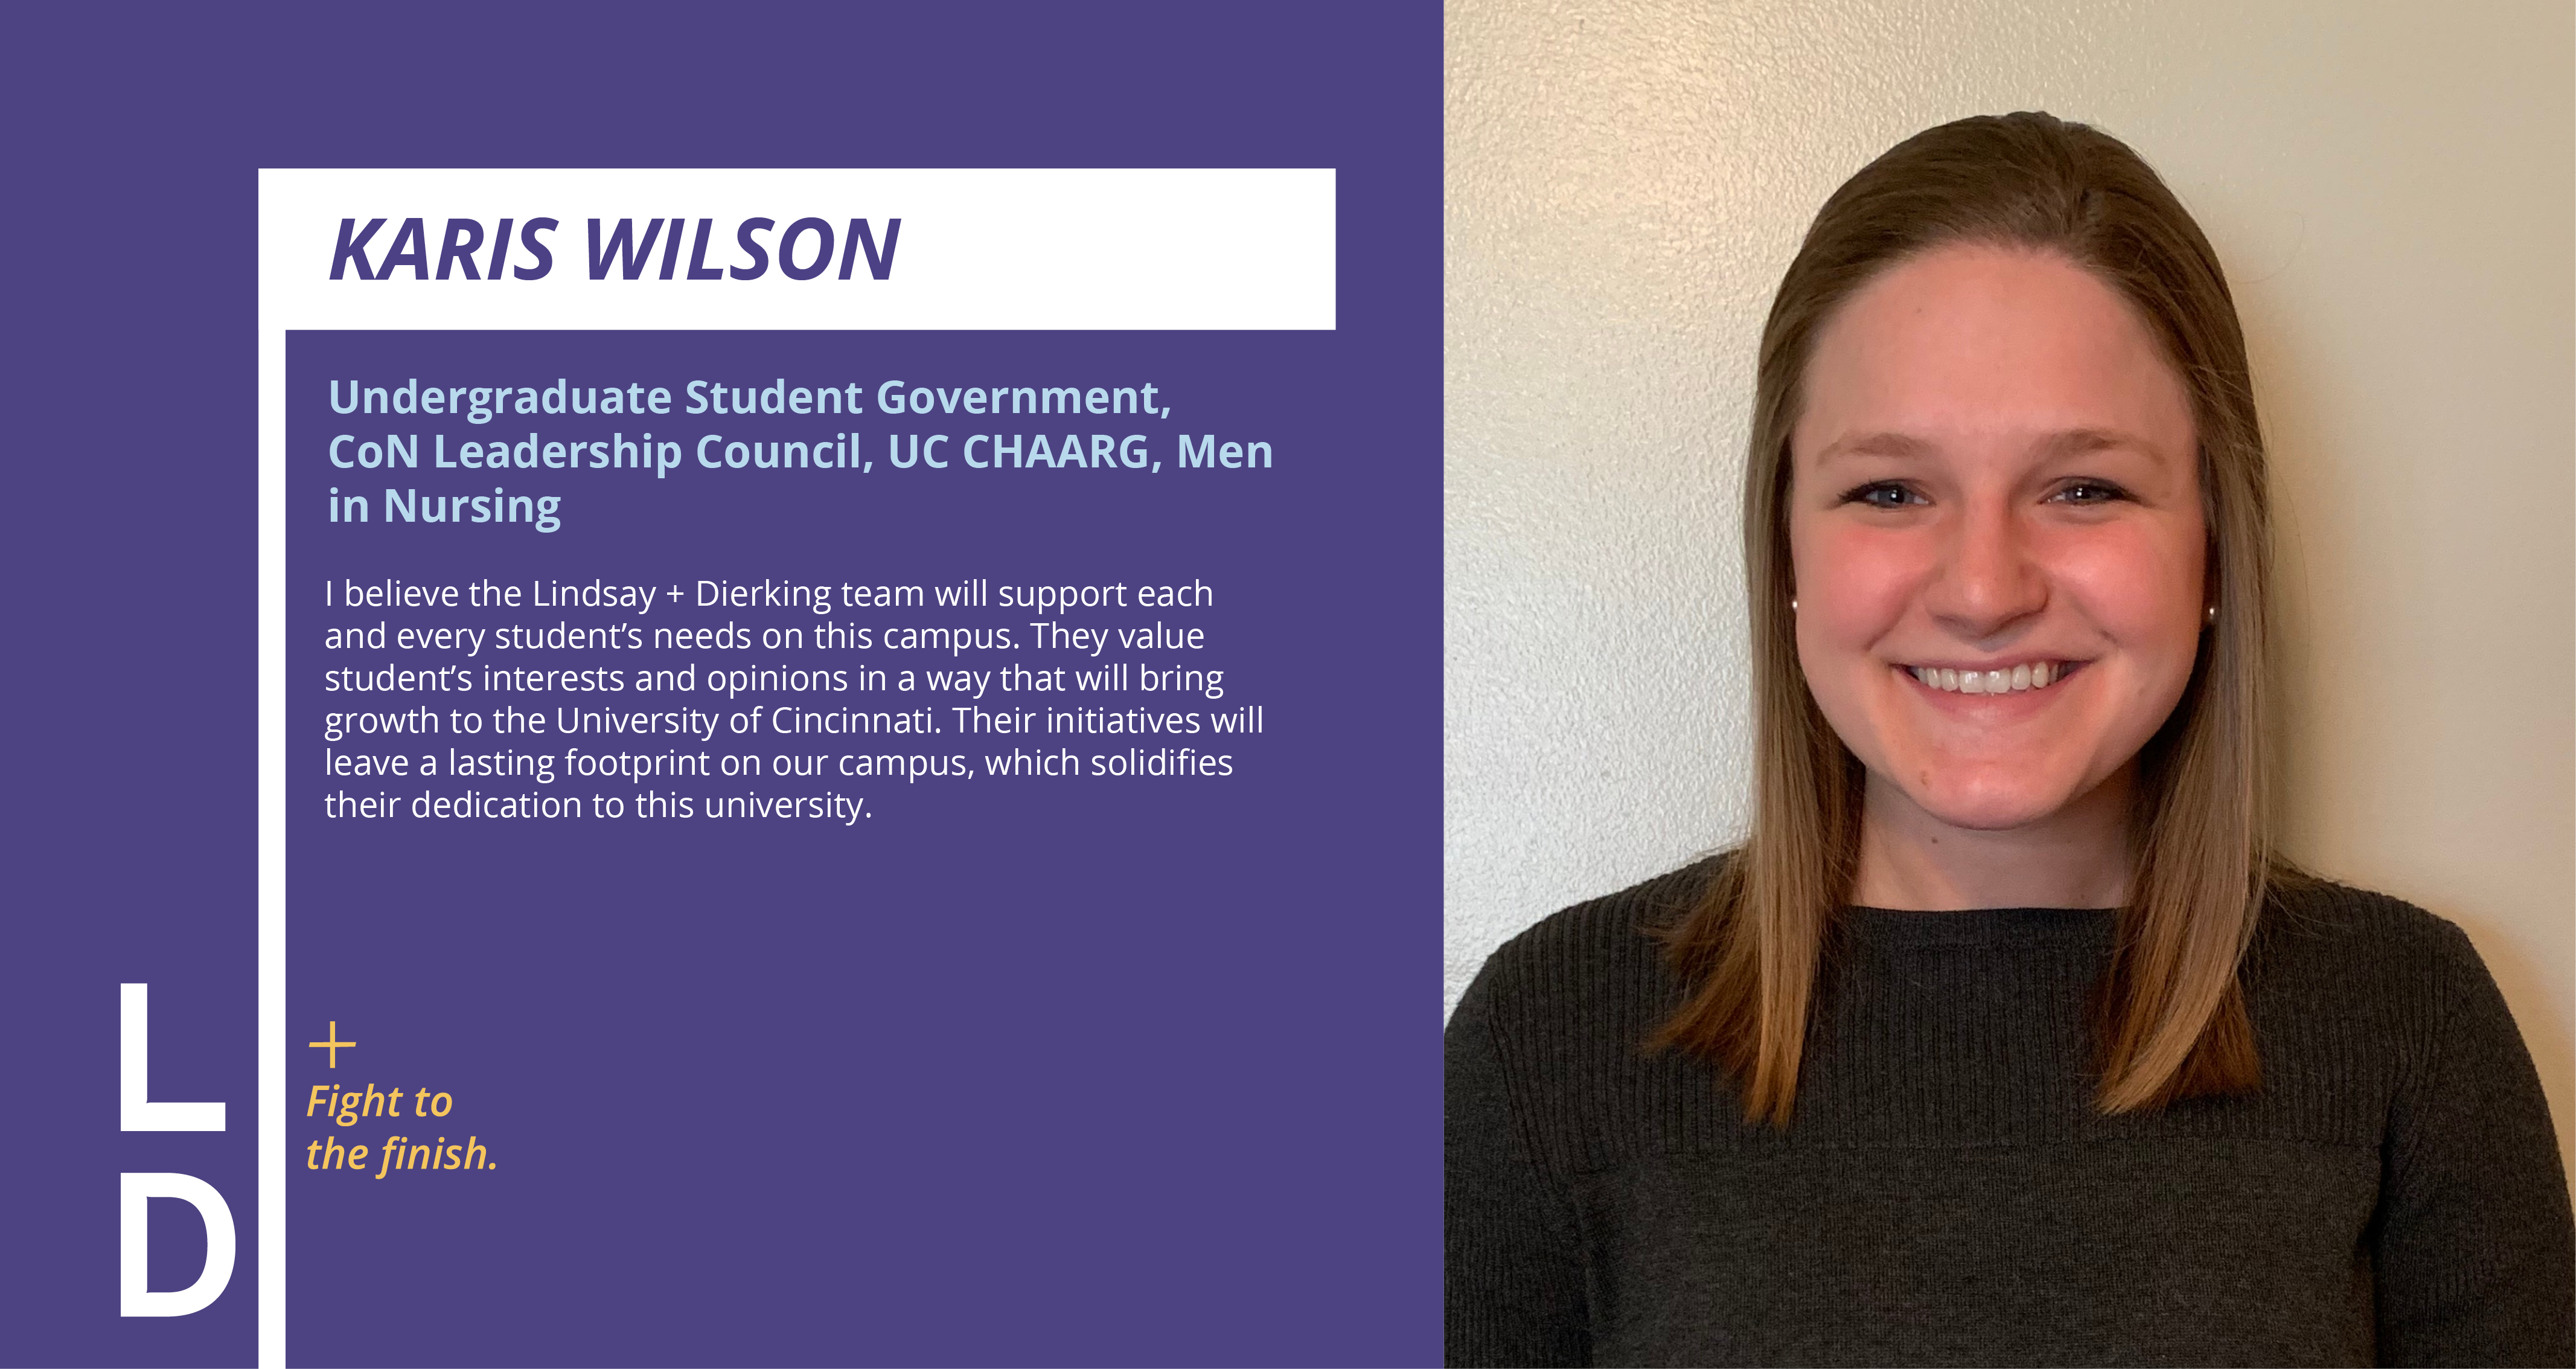 KARIS WILSON
Undergraduate Student Government,
CoN Leadership Council, UC CHAARG, Men
in Nursing
I believe the Lindsay + Dierking team will support each
and every student’s needs on this campus. They value
student’s interests and opinions in a way that will bring
growth to the University of Cincinnati. Their initiatives will
leave a lasting footprint on our campus, which solidifies
their dedication to this university.
L
+
Fight to
the finish.
D